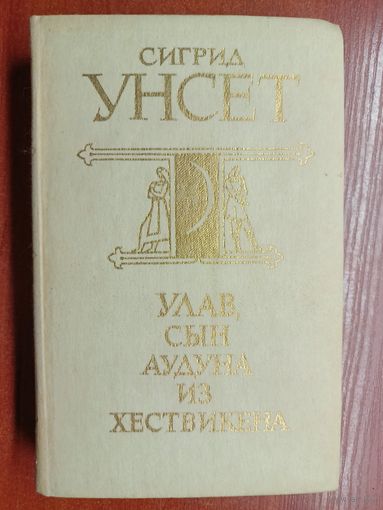 СИГРИД
УНСЕТ
УЛАВ,
СЫН
АУДУНА
ИЗ
ХЕСТВИКЕНА